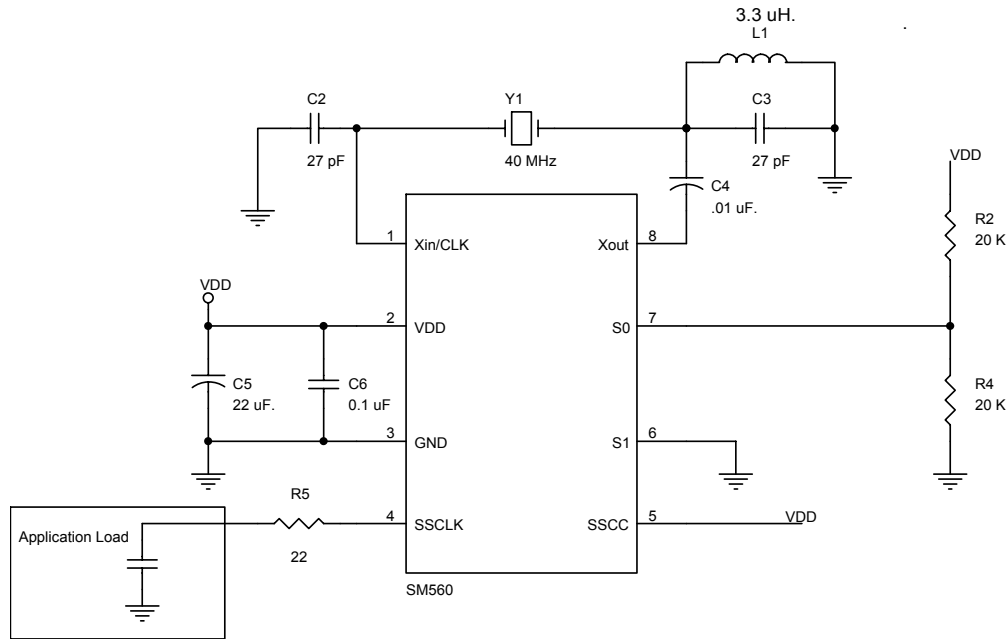 3.3 uH.
L1
C2
Y1
C3
27 pF
40 MHz
27 pF
VDD
C4
.01 uF.
R2
20 K
1
Xin/CLK
Xout
8
VDD
2
VDD
S0
7
C5
22 uF.
C6
0.1 uF
R4
20 K
3
GND
S1
6
R5
4
SSCLK
SSCC
5
VDD
Application Load
22
SM560